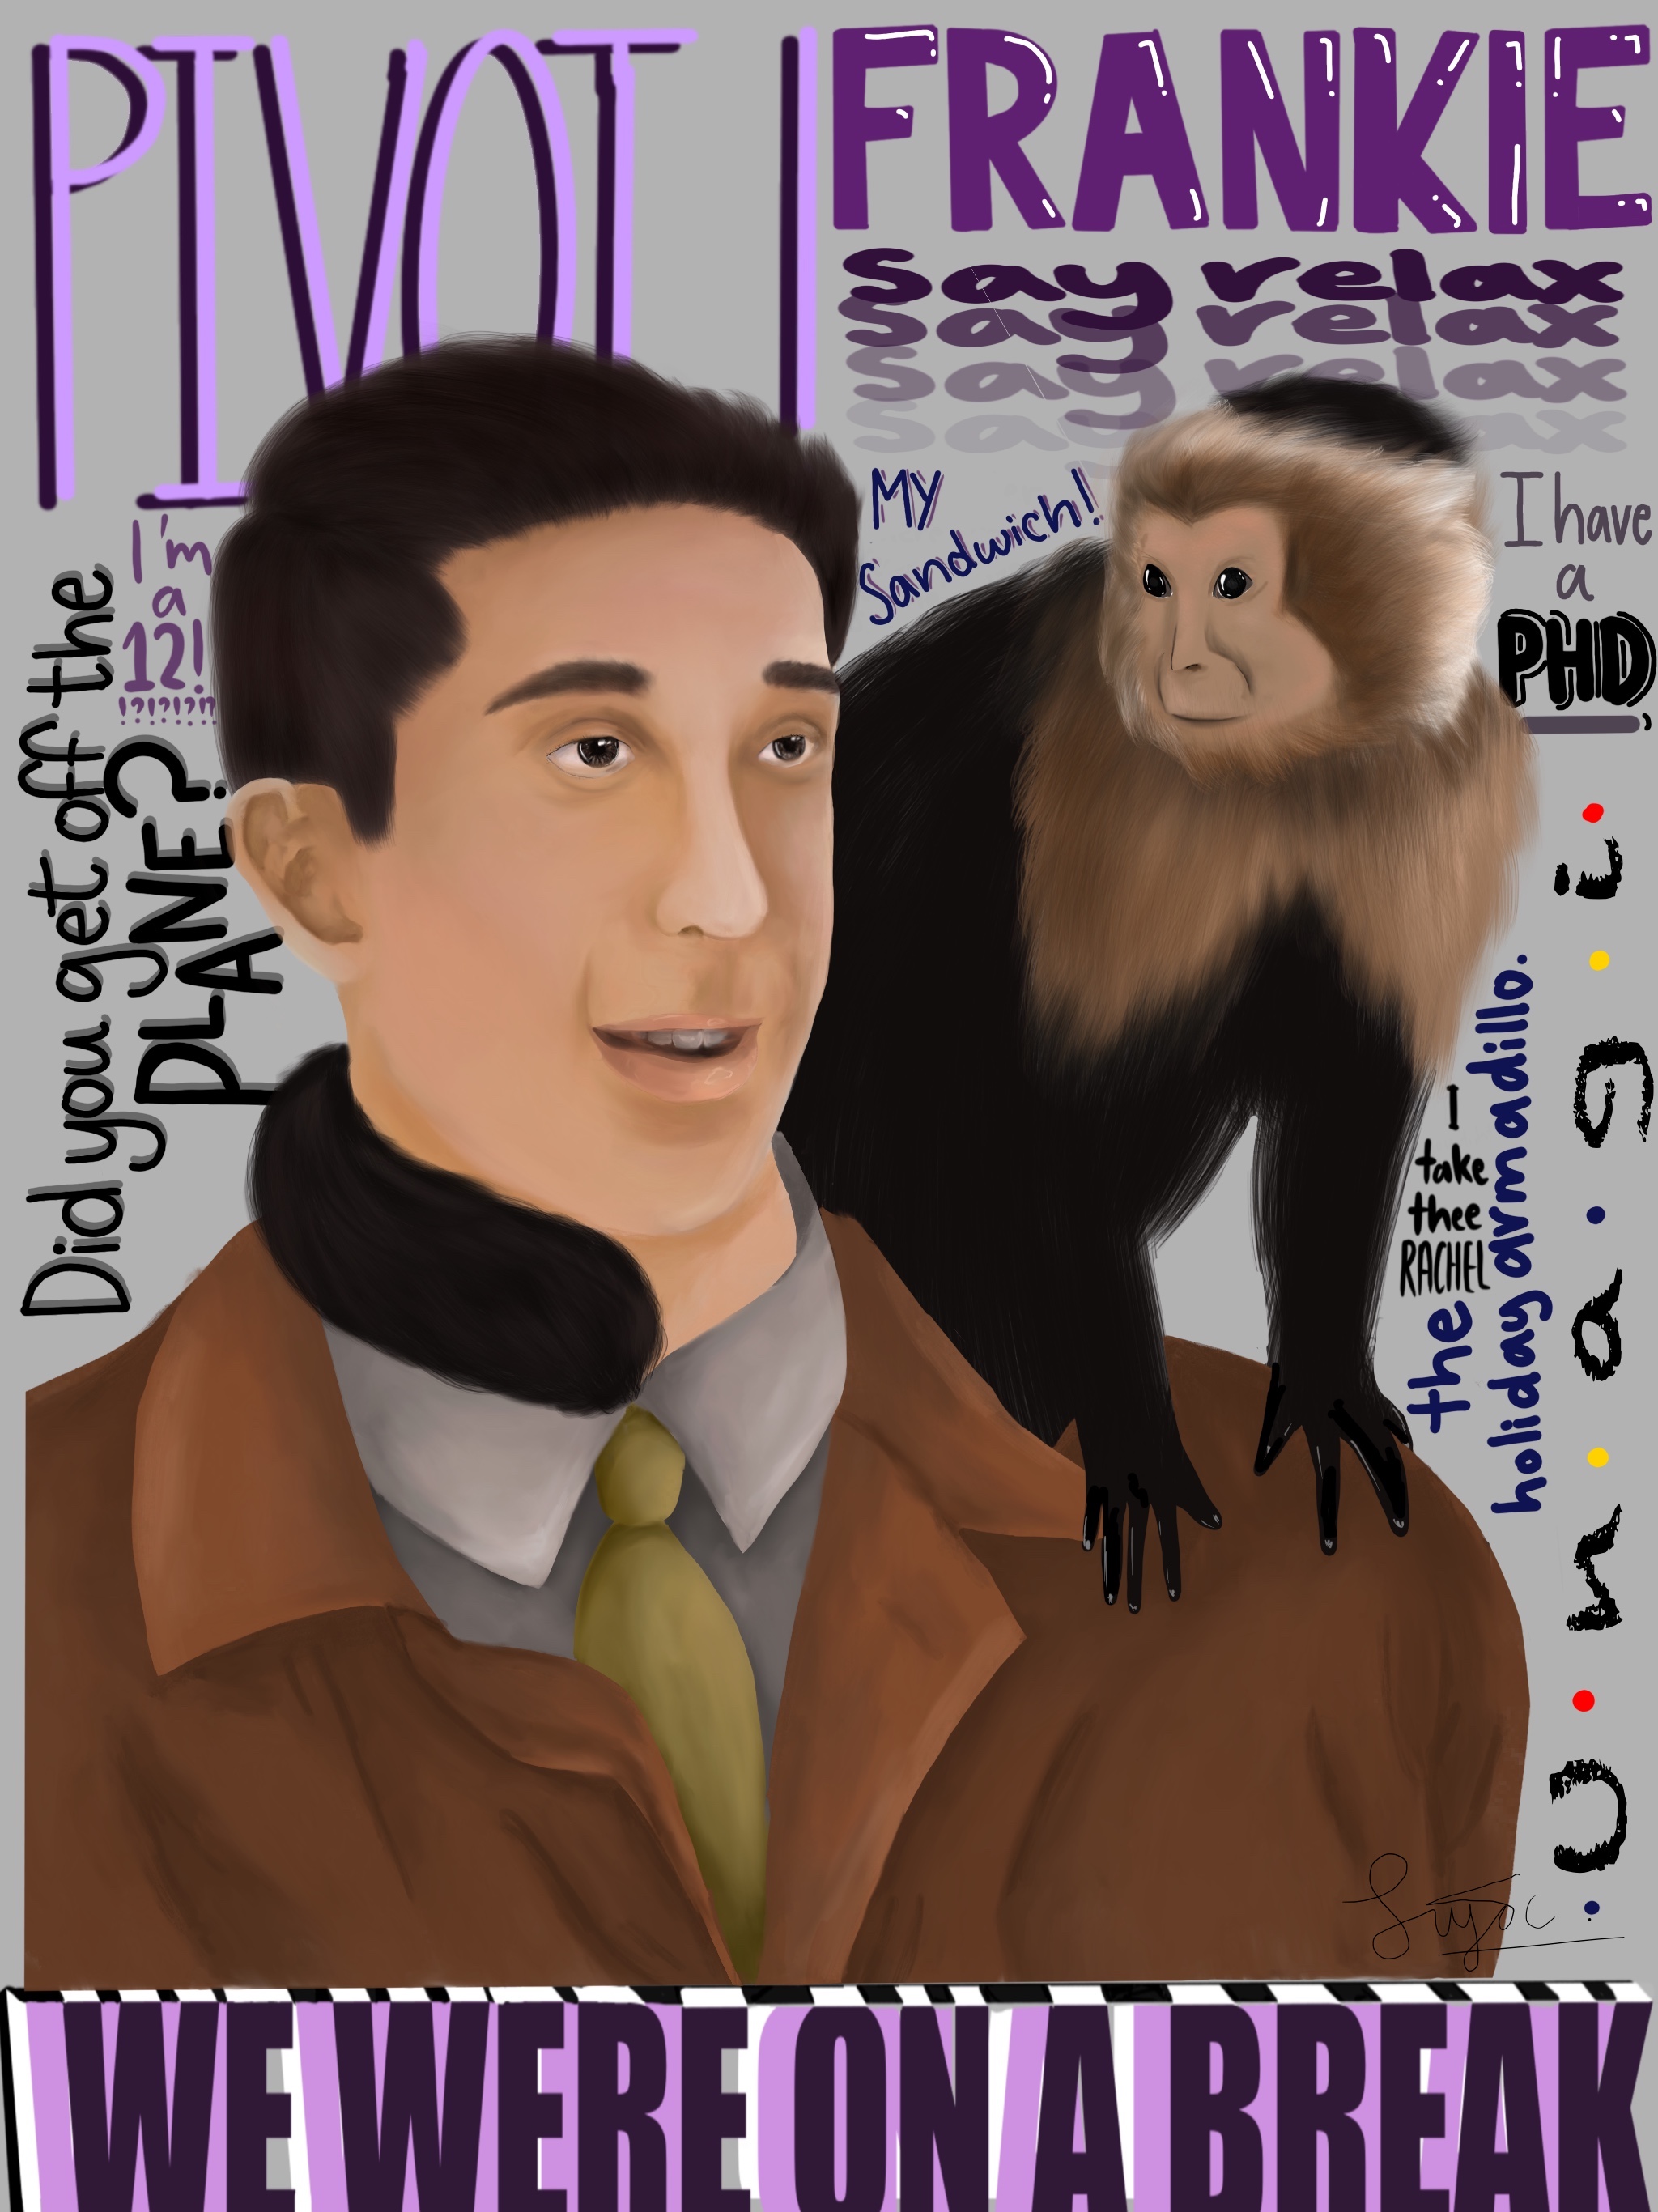 PIVOT!
FRANKIE
Say relax
Say relax
Say relax
Say relax
My
Sandwich!
I have
a
PHD,
I'm
a
12!
!?!?!?!?
Did you get off the
PLANE?
I
take
thee
RACHEL
the
holiday armadillo.
.U.n.a.g.i.
WE WERE ON A BREAK